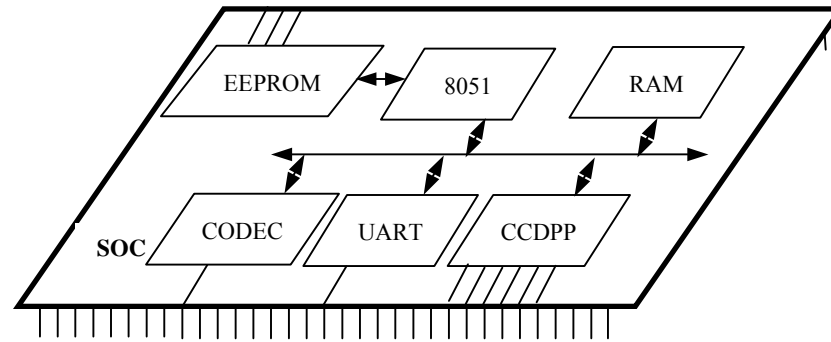 EEPROM
8051
RAM
SOC
CODEC
UART
CCDPP